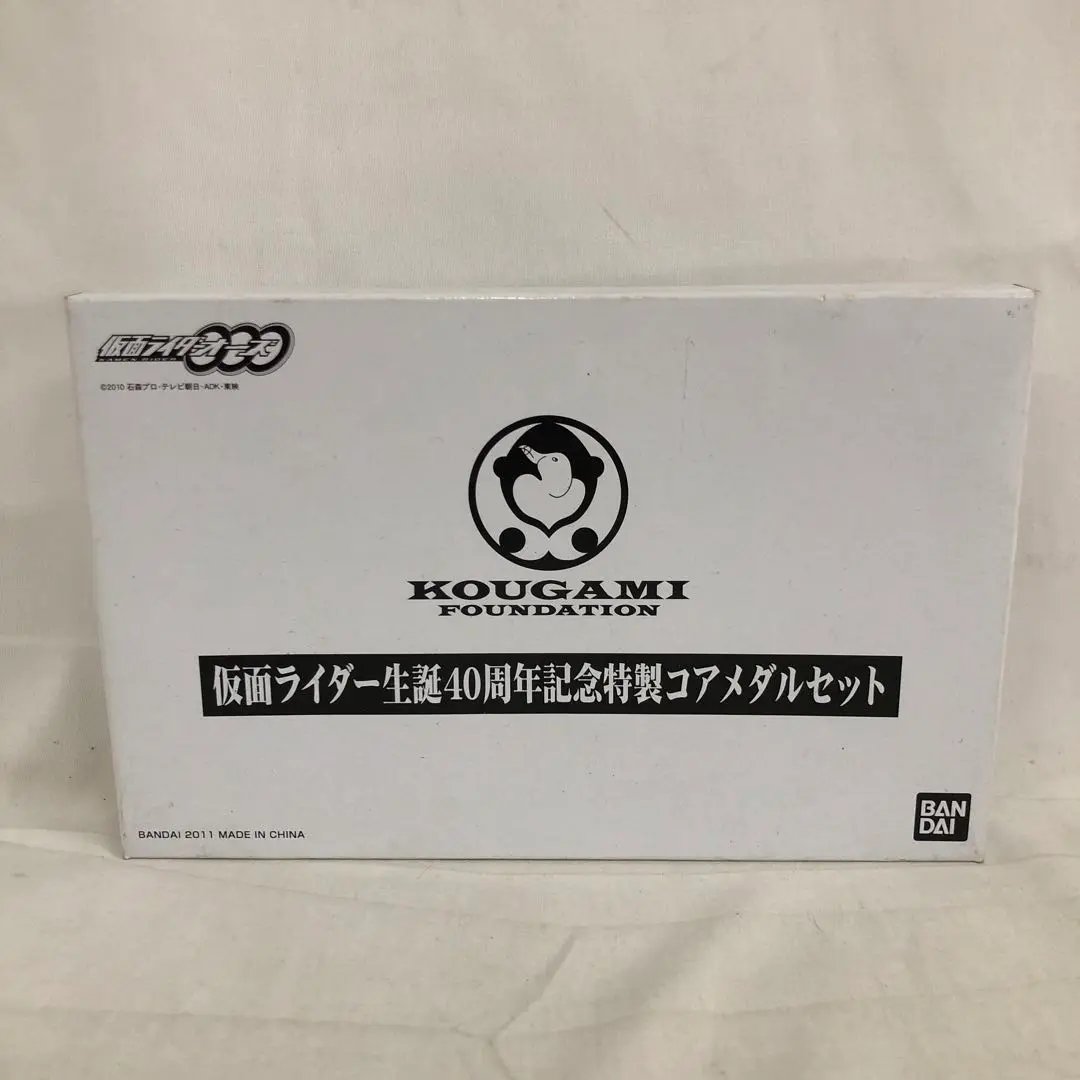 仮面ライダーオーズ
KAMEN RIDER
©2010 石森プロ・テレビ朝日・ADK・東映
KOUGAMI
FOUNDATION
仮面ライダー生誕40周年記念特製コアメダルセット
BANDAI 2011 MADE IN CHINA
BAN
DAI